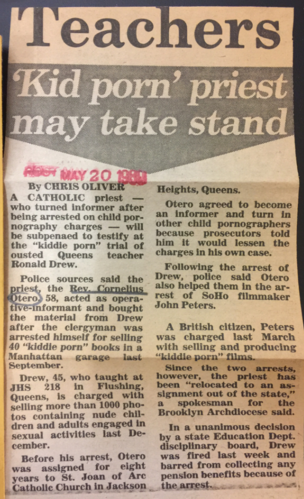 Teachers
'Kid porn' priest
may take stand
MAY 20 1983
By CHRIS OLIVER
A CATHOLIC priest —
who turned informer after
being arrested on child por-
nography charges — will
be subpenaed to testify at
the "kiddie porn" trial of
ousted Queens teacher
Ronald Drew.
Police sources said the
priest, the Rev. Cornelius
Otero, 58, acted as opera-
tive-informant and bought
the material from Drew
after the clergyman was
arrested himself for selling
40 "kiddie porn" books in a
Manhattan garage last
September.
Drew, 45, who taught at
JHS 218 in Flushing,
Queens, is charged with
selling more than 1000 pho-
tos containing nude chil-
dren and adults engaged in
sexual activities last De-
cember.
Before his arrest, Otero
was assigned for eight
years to St. Joan of Arc
Catholic Church in Jackson
Heights, Queens.
Otero agreed to become
an informer and turn in
other child pornographers
because prosecutors told
him it would lessen the
charges in his own case.
Following the arrest of
Drew, police said Otero
also helped them in the ar-
rest of SoHo filmmaker
John Peters.
A British citizen, Peters
was charged last March
with selling and producing
"kiddie porn" films.
Since the two arrests,
however, the priest has
been "relocated to an as-
signment out of the state,"
a spokesman for the
Brooklyn Archdiocese said.
In a unanimous decision
by a state Education Dept.
disciplinary board, Drew
was fired last week and
barred from collecting any
pension benefits because of
the arrest.